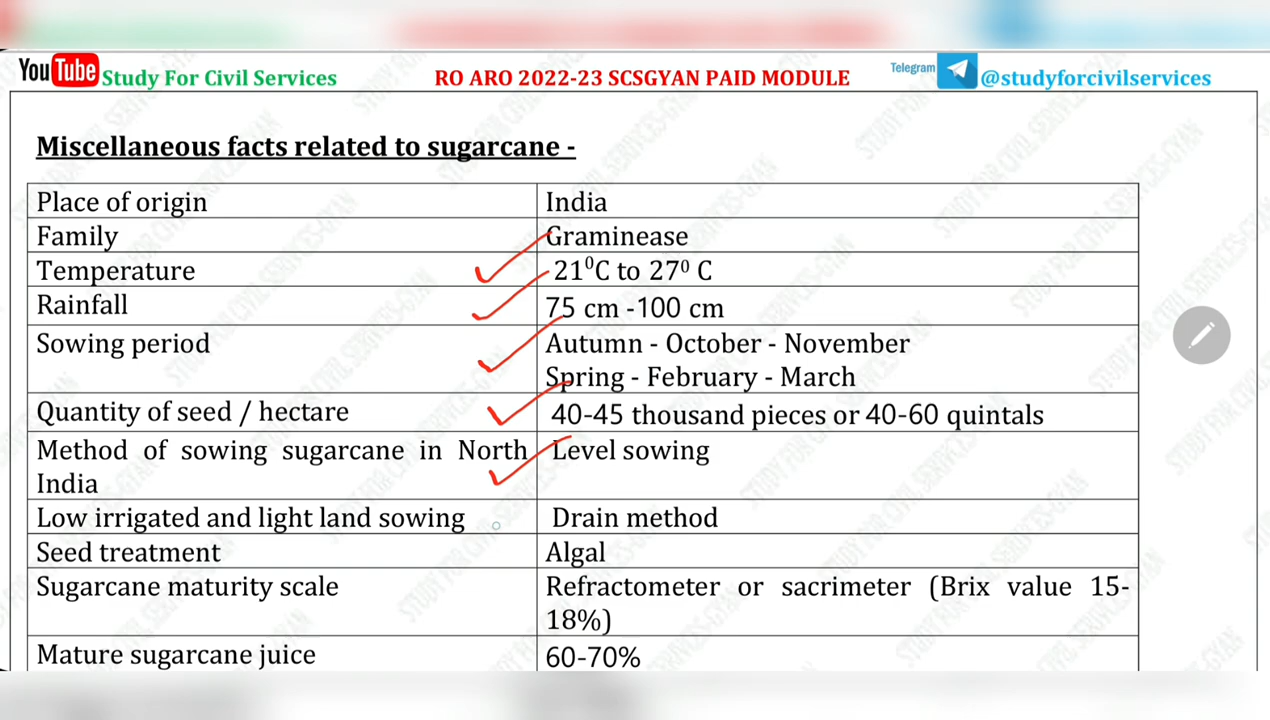 YouTube Study For Civil Services RO ARO 2022-23 SCSGYAN PAID MODULE Telegram @studyforcivilservices
Miscellaneous facts related to sugarcane -
Place of origin India
Family Graminease
Temperature 21⁰C to 27⁰ C
Rainfall 75 cm -100 cm
Sowing period Autumn - October - November
Spring - February - March
Quantity of seed / hectare 40-45 thousand pieces or 40-60 quintals
Method of sowing sugarcane in North Level sowing
India
Low irrigated and light land sowing Drain method
Seed treatment Algal
Sugarcane maturity scale Refractometer or sacrimeter (Brix value 15-
18%)
Mature sugarcane juice 60-70%